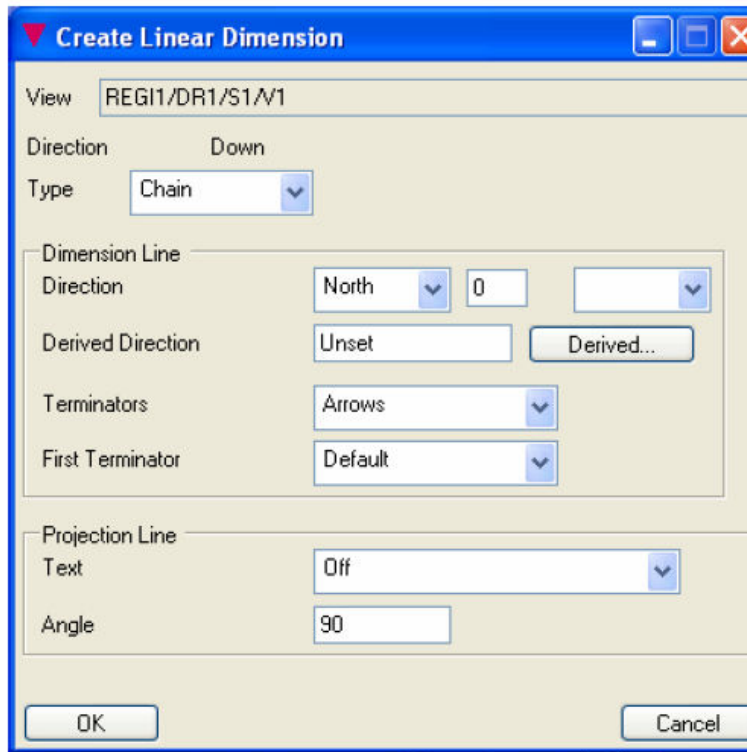 Create Linear Dimension
View REGI1/DR1/S1/V1
Direction Down
Type Chain
Dimension Line
Direction North 0
Derived Direction Unset Derived...
Terminators Arrows
First Terminator Default
Projection Line
Text Off
Angle 90
OK Cancel